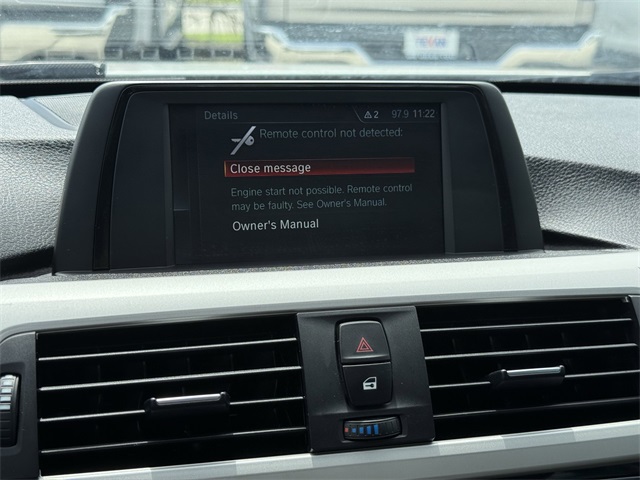 Details 2 97.9 11:22
Remote control not detected:
Close message
Engine start not possible. Remote control
may be faulty. See Owner's Manual.
Owner's Manual